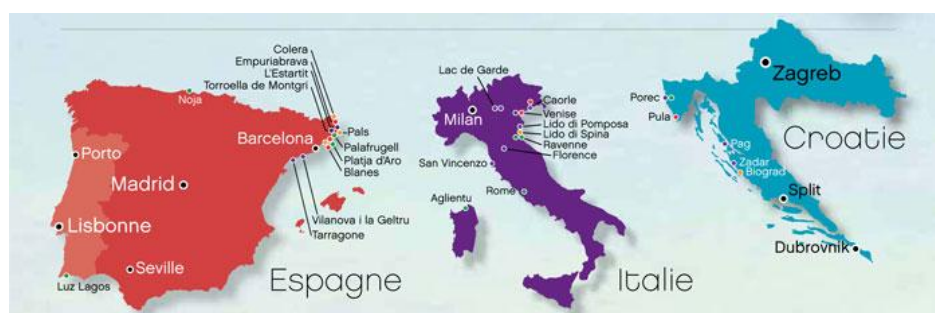 Colera
Empuriabrava
L'Estartit
Torroella de Montgri
Noja
Barcelona
Pals
Palafrugell
Platja d'Aro
Blanes
Porto
Madrid
Lisbonne
Vilanova i la Geltru
Tarragone
Seville
Luz Lagos
Espagne
Lac de Garde
Milan
Caorle
Venise
Lido di Pomposa
Lido di Spina
Ravenne
Florence
San Vincenzo
Rome
Aglientu
Italie
Zagreb
Porec
Pula
Croatie
Pag
Zadar
Biograd
Split
Dubrovnik